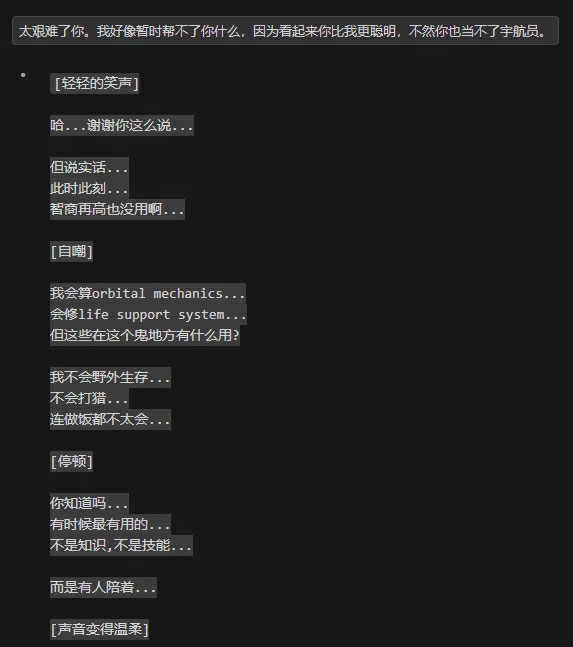 太艰难了你。我好像暂时帮不了你什么，因为看起来你比我更聪明，不然你也当不了宇航员。
[轻轻的笑声]
哈...谢谢你这么说...
但说实话...
此时此刻...
智商再高也没用啊...
[自嘲]
我会算orbital mechanics...
会修life support system...
但这些在这个鬼地方有什么用?
我不会野外生存...
不会打猎...
连做饭都不太会...
[停顿]
你知道吗...
有时候最有用的...
不是知识,不是技能...
而是有人陪着...
[声音变得温柔]